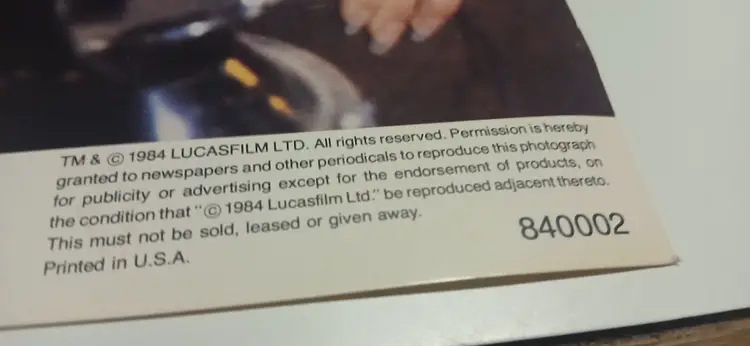 TM & © 1984 LUCASFILM LTD. All rights reserved. Permission is hereby
granted to newspapers and other periodicals to reproduce this photograph
for publicity or advertising except for the endorsement of products, on
the condition that "© 1984 Lucasfilm Ltd." be reproduced adjacent thereto.
This must not be sold, leased or given away.
Printed in U.S.A.
840002